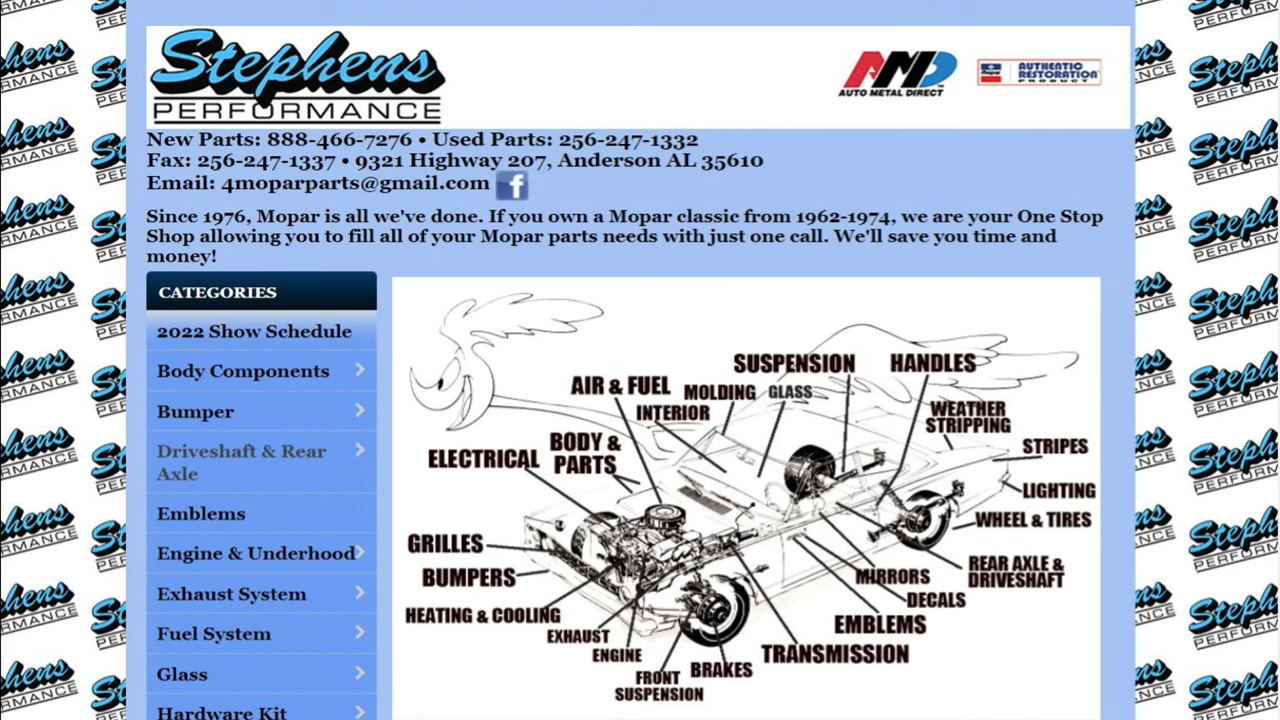 Stephens
PERFORMANCE
AMD
AUTO METAL DIRECT
Mopar
AUTHENTIC
RESTORATION
PRODUCT
New Parts: 888-466-7276 • Used Parts: 256-247-1332
Fax: 256-247-1337 • 9321 Highway 207, Anderson AL 35610
Email: 4moparparts@gmail.com f
Since 1976, Mopar is all we've done. If you own a Mopar classic from 1962-1974, we are your One Stop
Shop allowing you to fill all of your Mopar parts needs with just one call. We'll save you time and
money!
CATEGORIES
2022 Show Schedule
Body Components
Bumper
Driveshaft & Rear
Axle
Emblems
Engine & Underhood
Exhaust System
Fuel System
Glass
Hardware Kit
SUSPENSION
HANDLES
AIR & FUEL
MOLDING
GLASS
INTERIOR
WEATHER
STRIPPING
BODY &
PARTS
STRIPES
ELECTRICAL
LIGHTING
WHEEL & TIRES
GRILLES
REAR AXLE &
DRIVESHAFT
BUMPERS
MIRRORS
DECALS
HEATING & COOLING
EMBLEMS
EXHAUST
ENGINE
TRANSMISSION
BRAKES
FRONT
SUSPENSION